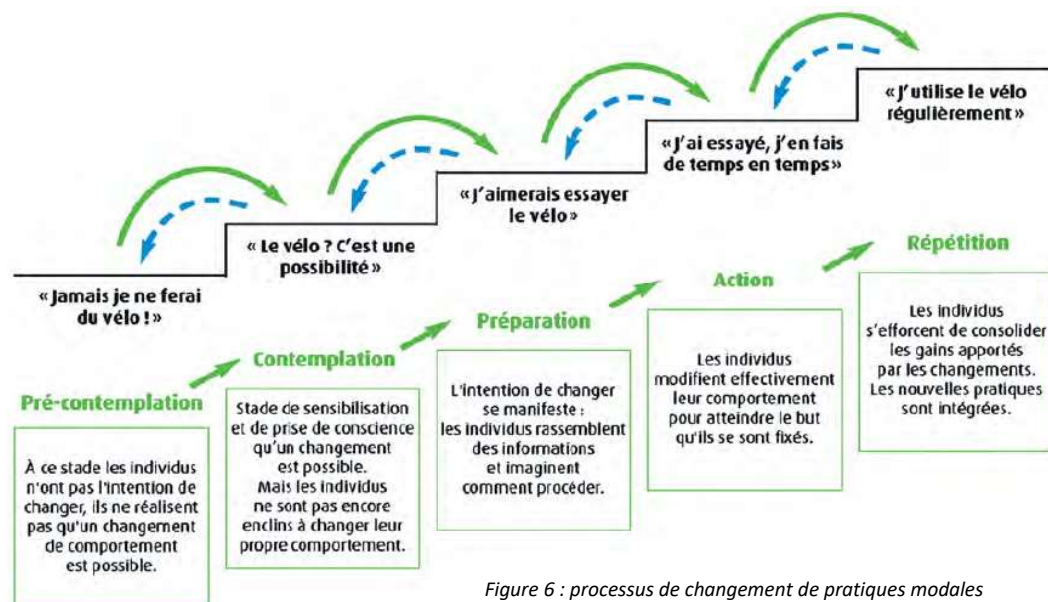 « J'utilise le vélo
régulièrement »
« J'ai essayé, j'en fais
de temps en temps»
« J'aimerais essayer
le vélo»
« Le vélo ? C'est une
possibilité »
« Jamais je ne ferai
du vélo ! »
Pré-contemplation
À ce stade les individus
n'ont pas l'intention de
changer, ils ne réalisent
pas qu'un changement
de comportement
est possible.
Contemplation
Stade de sensibilisation
et de prise de conscience
qu'un changement
est possible.
Mais les individus
ne sont pas encore
enclins à changer leur
propre comportement.
Préparation
L'intention de changer
se manifeste :
les individus rassemblent
des informations
et imaginent
comment procéder.
Action
Les individus
modifient effectivement
leur comportement
pour atteindre le but
qu'ils se sont fixés.
Répétition
Les individus
s'efforcent de consolider
les gains apportés
par les changements.
Les nouvelles pratiques
sont intégrées.
Figure 6 : processus de changement de pratiques modales